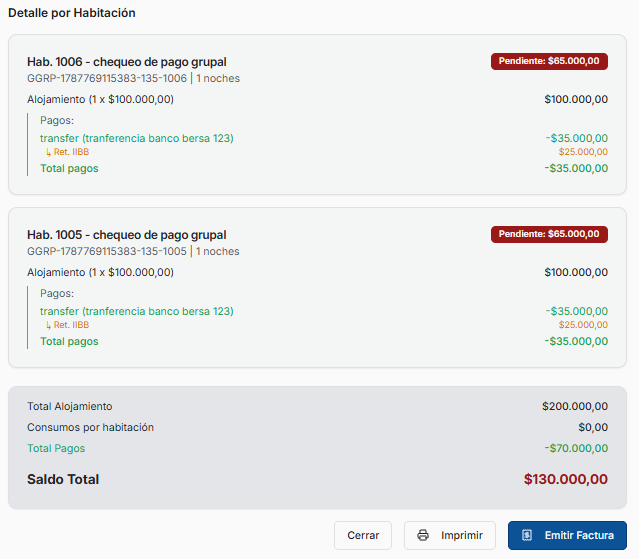 Detalle por Habitación
Hab. 1006 - chequeo de pago grupal Pendiente: $65.000,00
GGRP-1787769115383-135-1006 | 1 noches
Alojamiento (1 x $100.000,00) $100.000,00
Pagos:
transfer (tranferencia banco bersa 123) -$35.000,00
↳ Ret. IIBB $25.000,00
Total pagos -$35.000,00
Hab. 1005 - chequeo de pago grupal Pendiente: $65.000,00
GGRP-1787769115383-135-1005 | 1 noches
Alojamiento (1 x $100.000,00) $100.000,00
Pagos:
transfer (tranferencia banco bersa 123) -$35.000,00
↳ Ret. IIBB $25.000,00
Total pagos -$35.000,00
Total Alojamiento $200.000,00
Consumos por habitación $0,00
Total Pagos -$70.000,00
Saldo Total $130.000,00
Cerrar Imprimir Emitir Factura